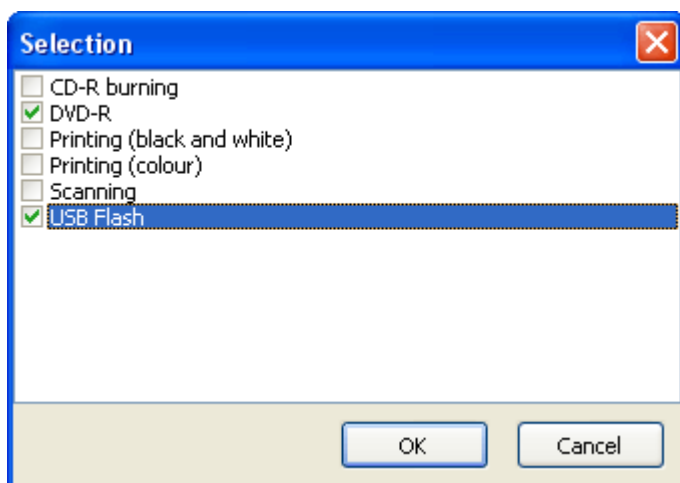 Selection
CD-R burning
DVD-R
Printing (black and white)
Printing (colour)
Scanning
USB Flash
OK Cancel